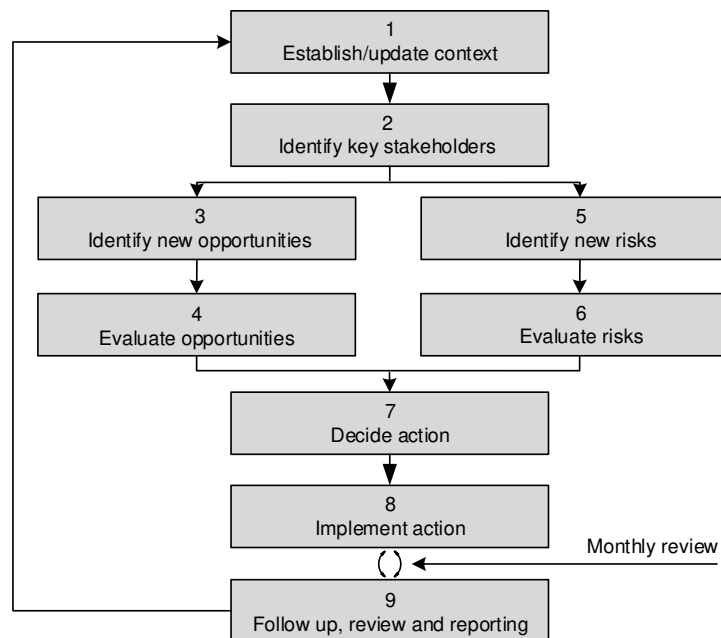 1
Establish/update context
2
Identify key stakeholders
3
Identify new opportunities
5
Identify new risks
4
Evaluate opportunities
6
Evaluate risks
7
Decide action
8
Implement action
Monthly review
9
Follow up, review and reporting